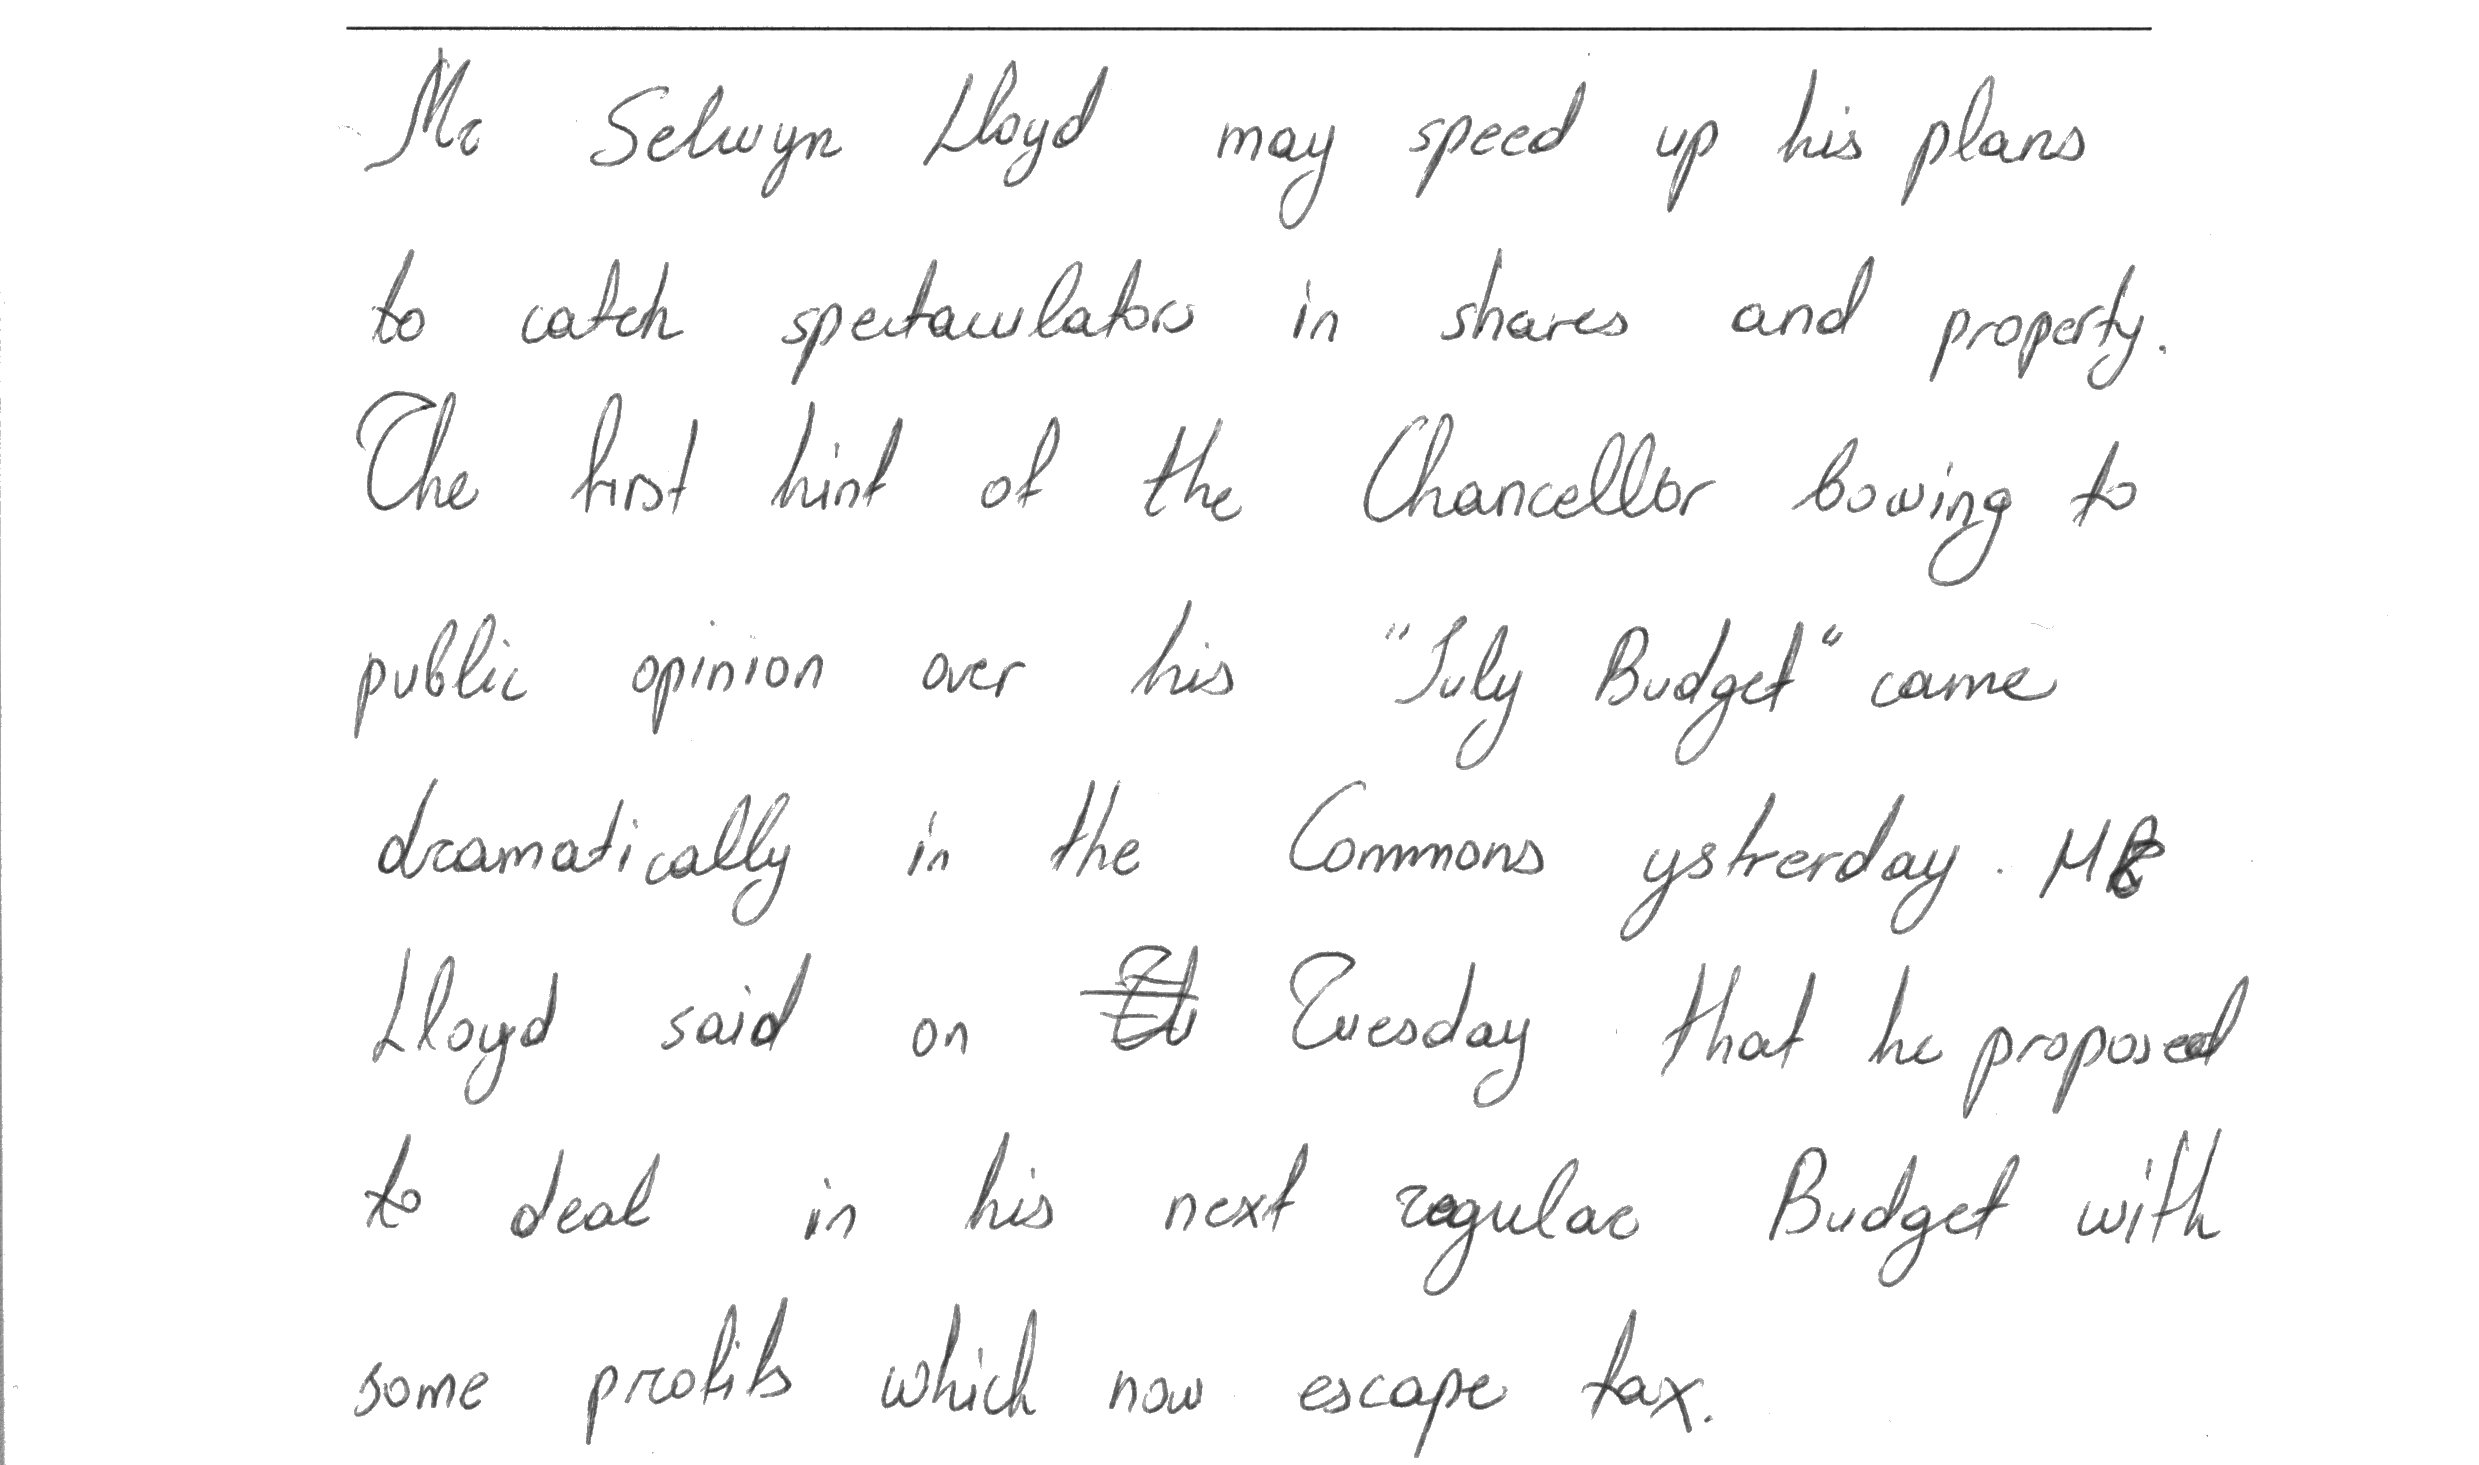 Mr Selwyn Lloyd may speed up his plans
to catch spectaculators in shares and property.
The first hint of the Chancellor bowing to
public opinion over his "July Budget" came
dramatically in the Commons ysterday. Mr
Lloyd said on Tuesday that he proposed
to deal in his next regular Budget with
some profits which now escape tax.